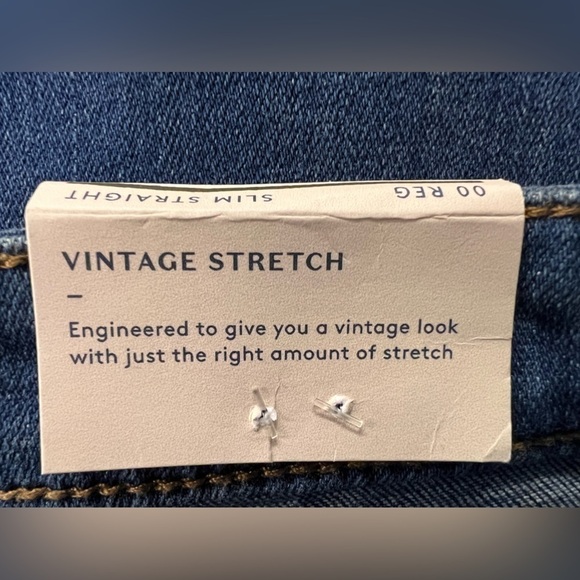 SLIM STRAIGHT
00 REG
VINTAGE STRETCH
Engineered to give you a vintage look
with just the right amount of stretch